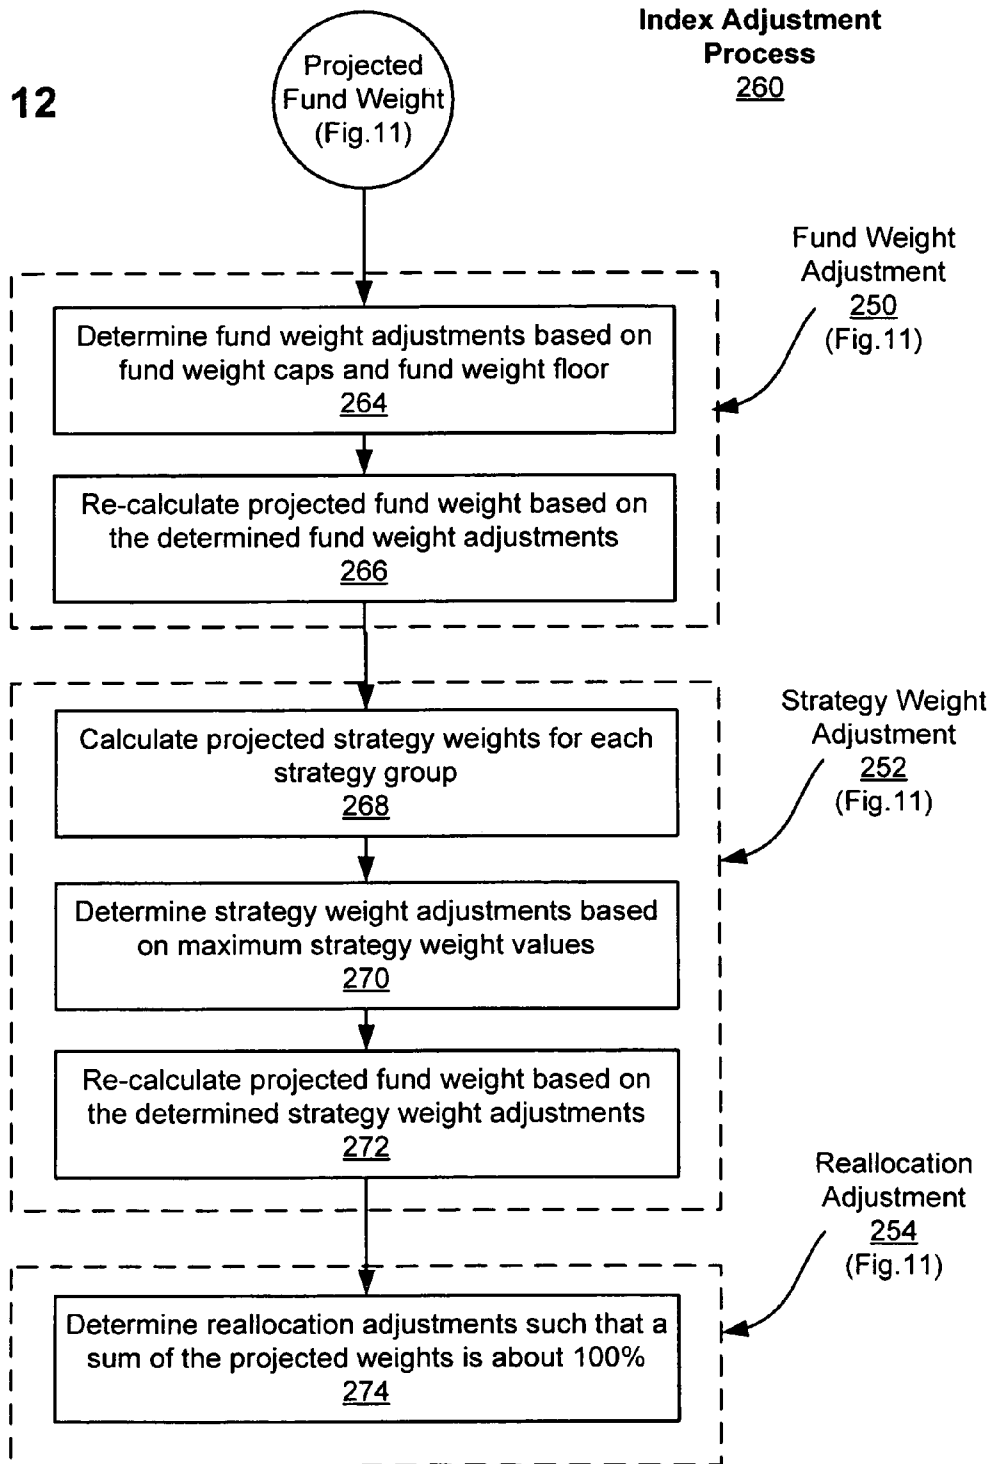 Index Adjustment
Process
260
12
Projected
Fund Weight
(Fig.11)
Fund Weight
Adjustment
250
(Fig.11)
Determine fund weight adjustments based on
fund weight caps and fund weight floor
264
Re-calculate projected fund weight based on
the determined fund weight adjustments
266
Strategy Weight
Adjustment
252
(Fig.11)
Calculate projected strategy weights for each
strategy group
268
Determine strategy weight adjustments based
on maximum strategy weight values
270
Re-calculate projected fund weight based on
the determined strategy weight adjustments
272
Reallocation
Adjustment
254
(Fig.11)
Determine reallocation adjustments such that a
sum of the projected weights is about 100%
274